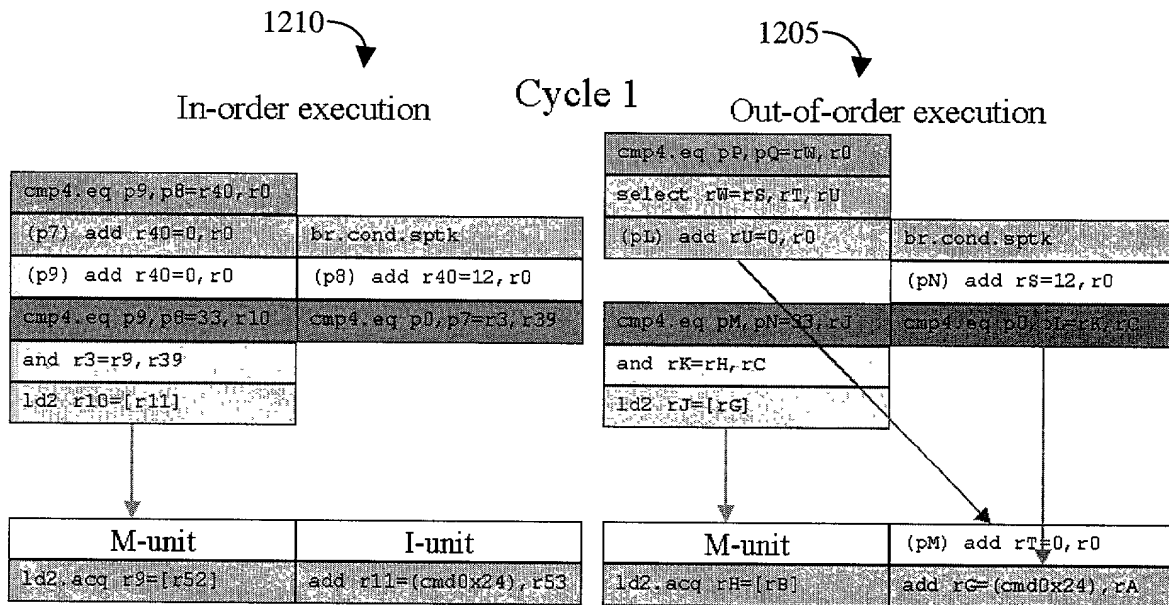 1210
1205
Cycle 1
In-order execution
Out-of-order execution
cmp4.eq p9,p8=r40,r0
(p7) add r40=0,r0
br.cond.sptk
(p9) add r40=0,r0
(p8) add r40=12,r0
cmp4.eq p9,p8=33,r10
cmp4.eq p0,p7=r3,r39
and r3=r9,r39
ld2 r10=[r11]
M-unit
I-unit
ld2.acq r9=[r52]
add r11=(cmd0x24),r53
cmp4.eq pP,pQ=rW,r0
select rW=rS,rT,rU
(pL) add rU=0,r0
br.cond.sptk
(pN) add rS=12,r0
cmp4.eq pM,pN=33,rJ
cmp4.eq p0,pL=rK,rC
and rK=rH,rC
ld2 rJ=[rG]
M-unit
(pM) add rT=0,r0
ld2.acq rH=[rB]
add rG=(cmd0x24),rA